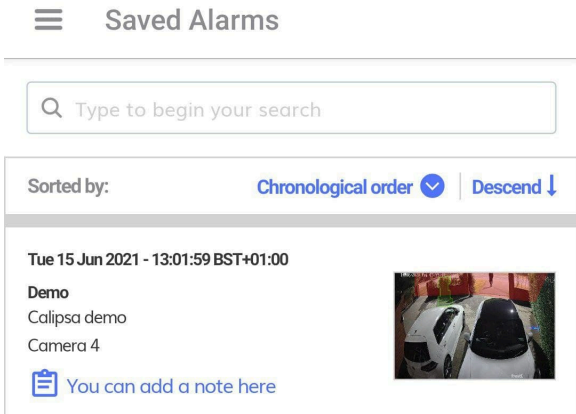 Saved Alarms
Type to begin your search
Sorted by: Chronological order Descend
Tue 15 Jun 2021 - 13:01:59 BST+01:00
Demo
Calipsa demo
Camera 4
You can add a note here